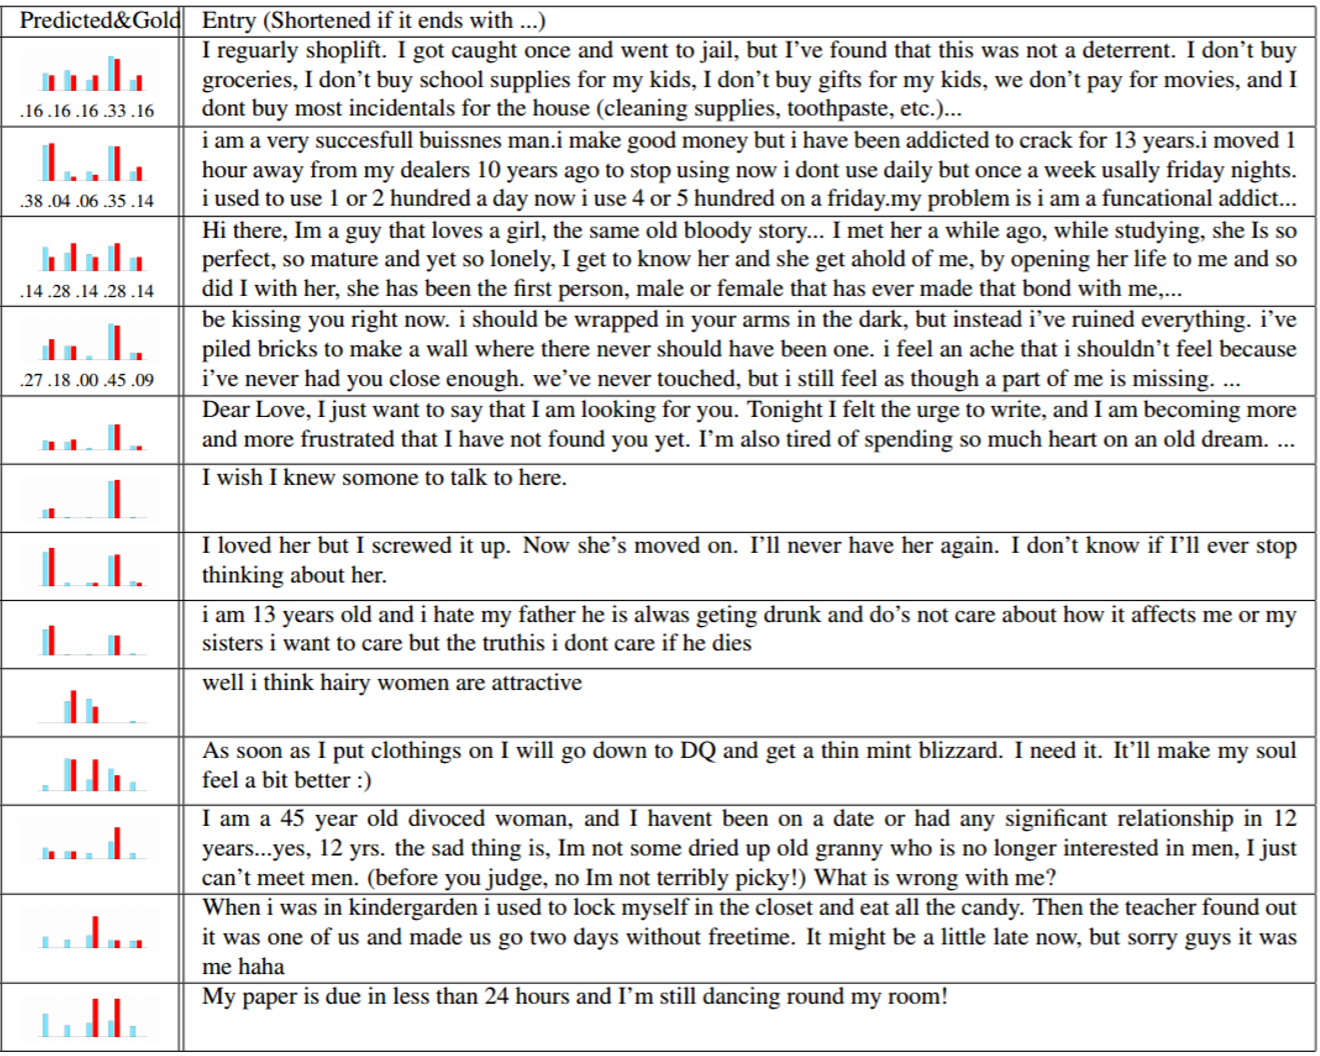 Predicted&Gold Entry (Shortened if it ends with ...)
I reguarly shoplift. I got caught once and went to jail, but I've found that this was not a deterrent. I don't buy
groceries, I don't buy school supplies for my kids, I don't buy gifts for my kids, we don't pay for movies, and I
dont buy most incidentals for the house (cleaning supplies, toothpaste, etc.)...
.16 .16 .16 .33 .16
i am a very succesfull buissnes man.i make good money but i have been addicted to crack for 13 years.i moved 1
hour away from my dealers 10 years ago to stop using now i dont use daily but once a week usally friday nights.
i used to use 1 or 2 hundred a day now i use 4 or 5 hundred on a friday.my problem is i am a funcational addict...
.38 .04 .06 .35 .14
Hi there, Im a guy that loves a girl, the same old bloody story... I met her a while ago, while studying, she Is so
perfect, so mature and yet so lonely, I get to know her and she get ahold of me, by opening her life to me and so
did I with her, she has been the first person, male or female that has ever made that bond with me,...
.14 .28 .14 .28 .14
be kissing you right now. i should be wrapped in your arms in the dark, but instead i've ruined everything. i've
piled bricks to make a wall where there never should have been one. i feel an ache that i shouldn't feel because
i've never had you close enough. we've never touched, but i still feel as though a part of me is missing. ...
.27 .18 .00 .45 .09
Dear Love, I just want to say that I am looking for you. Tonight I felt the urge to write, and I am becoming more
and more frustrated that I have not found you yet. I'm also tired of spending so much heart on an old dream. ...
I wish I knew somone to talk to here.
I loved her but I screwed it up. Now she's moved on. I'll never have her again. I don't know if I'll ever stop
thinking about her.
i am 13 years old and i hate my father he is alwas geting drunk and do's not care about how it affects me or my
sisters i want to care but the truthis i dont care if he dies
well i think hairy women are attractive
As soon as I put clothings on I will go down to DQ and get a thin mint blizzard. I need it. It'll make my soul
feel a bit better :)
I am a 45 year old divoced woman, and I havent been on a date or had any significant relationship in 12
years...yes, 12 yrs. the sad thing is, Im not some dried up old granny who is no longer interested in men, I just
can't meet men. (before you judge, no Im not terribly picky!) What is wrong with me?
When i was in kindergarden i used to lock myself in the closet and eat all the candy. Then the teacher found out
it was one of us and made us go two days without freetime. It might be a little late now, but sorry guys it was
me haha
My paper is due in less than 24 hours and I'm still dancing round my room!